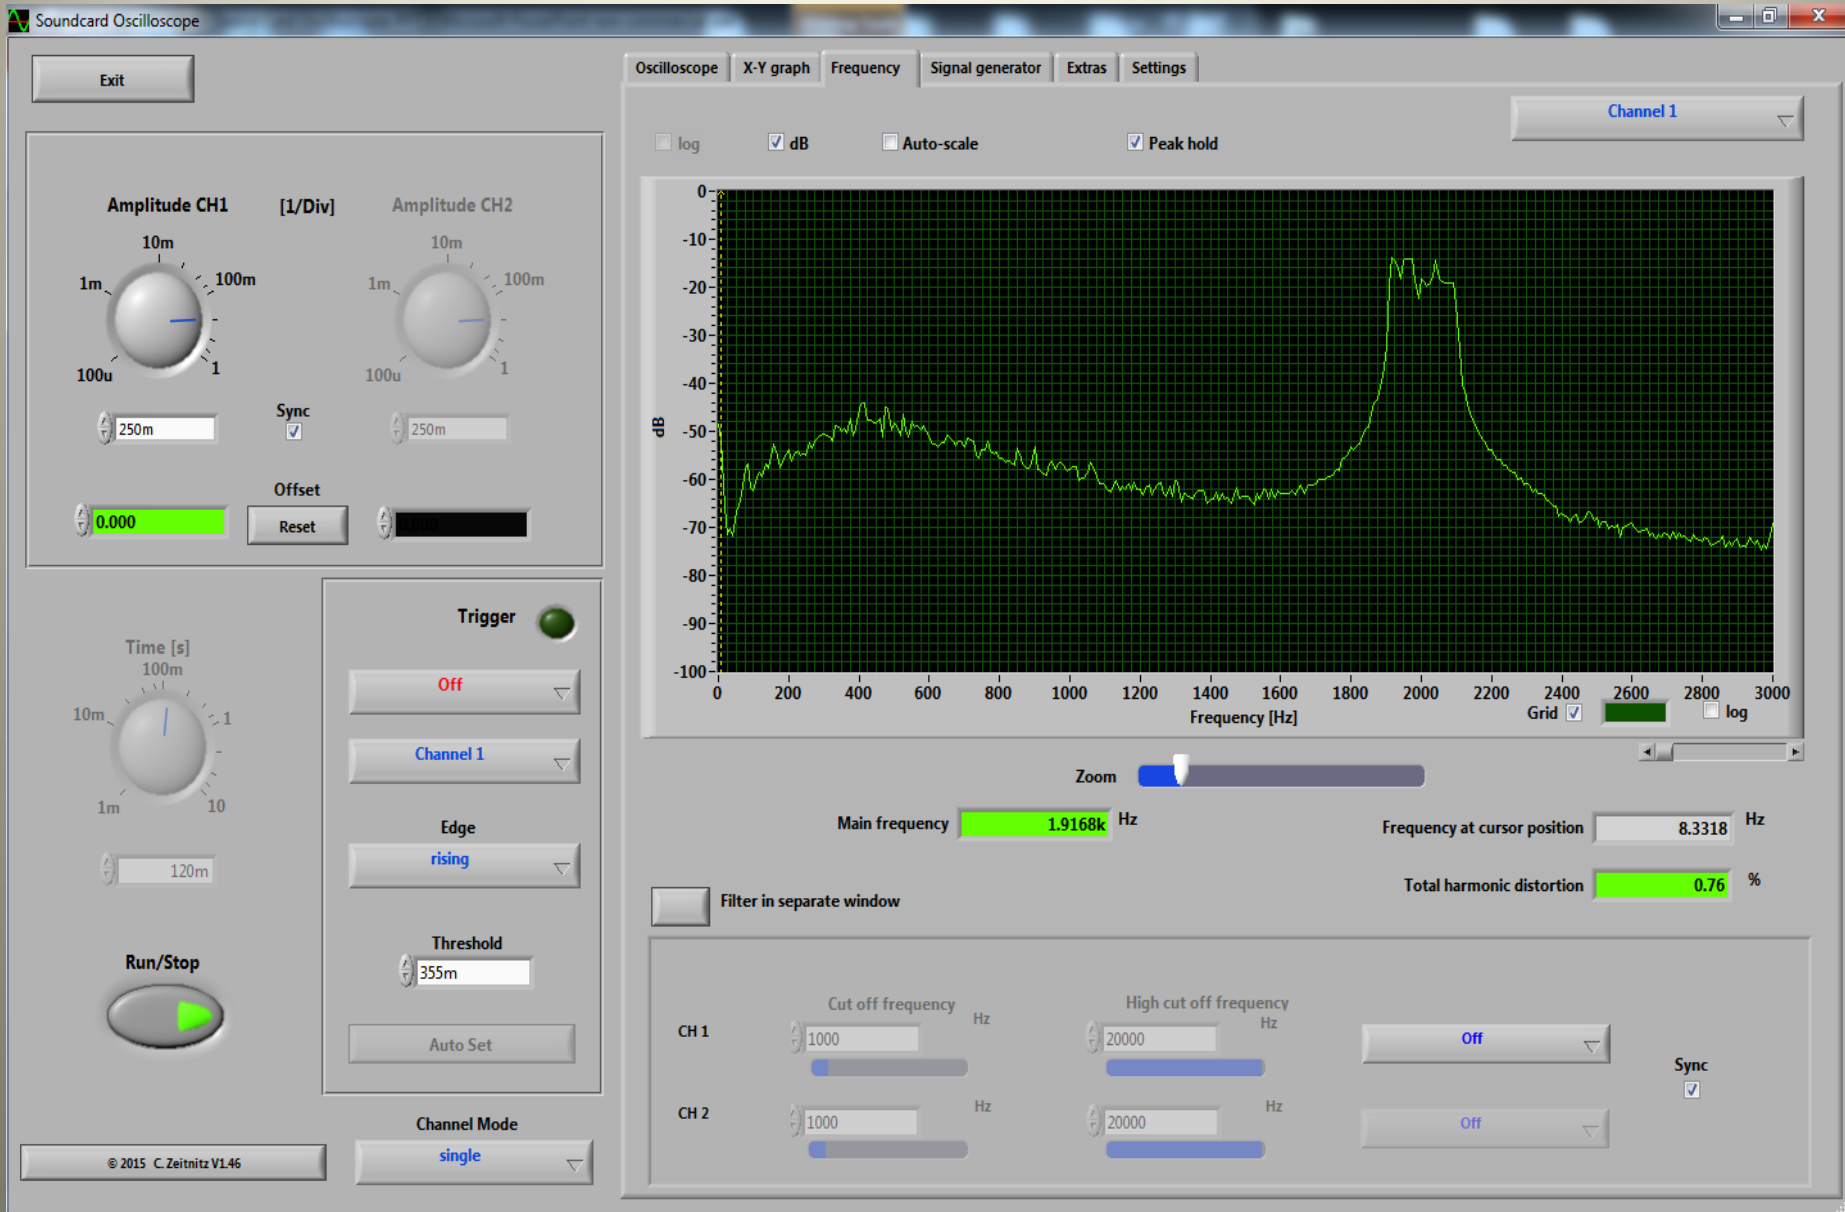 Soundcard Oscilloscope
Exit
Amplitude CH1 [1/Div] Amplitude CH2
10m
1m
100m
100u
1
10m
1m
100m
100u
1
250m
Sync
250m
Offset
0.000
Reset
0.000
Time [s]
100m
10m
1
1m
10
120m
Run/Stop
© 2015 C. Zeitnitz V1.46
Trigger
Off
Channel 1
Edge
rising
Threshold
355m
Auto Set
Channel Mode
single
Oscilloscope X-Y graph Frequency Signal generator Extras Settings
Channel 1
log dB Auto-scale Peak hold
0
-10
-20
-30
-40
-50
-60
-70
-80
-90
-100
dB
0 200 400 600 800 1000 1200 1400 1600 1800 2000 2200 2400 2600 2800 3000
Frequency [Hz]
Grid log
Zoom
Main frequency 1.9168k Hz
Frequency at cursor position 8.3318 Hz
Total harmonic distortion 0.76 %
Filter in separate window
Cut off frequency High cut off frequency
CH 1 1000 Hz 20000 Hz Off
Sync
CH 2 1000 Hz 20000 Hz Off